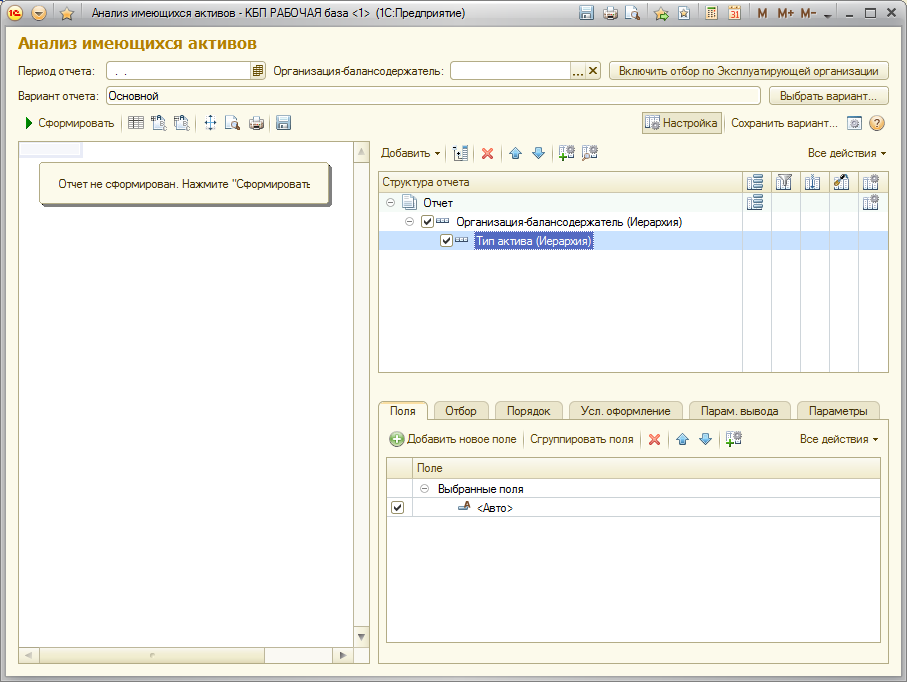 Анализ имеющихся активов - КБП РАБОЧАЯ база <1> (1С:Предприятие)
M M+ M-
31
Анализ имеющихся активов
Период отчета: . . Организация-балансодержатель: ... Включить отбор по Эксплуатирующей организации
Вариант отчета: Основной Выбрать вариант...
Сформировать Настройка Сохранить вариант... ?
Отчет не сформирован. Нажмите "Сформировать
Добавить Все действия
Структура отчета
Отчет
Организация-балансодержатель (Иерархия)
Тип актива (Иерархия)
Поля Отбор Порядок Усл. оформление Парам. вывода Параметры
Добавить новое поле Сгруппировать поля Все действия
Поле
Выбранные поля
<Авто>